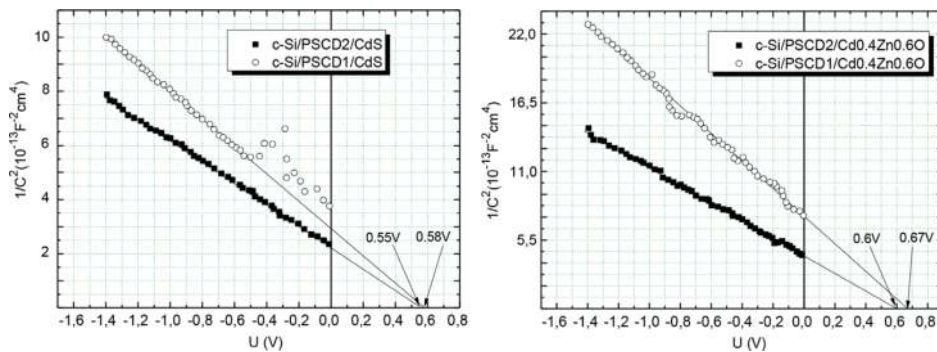 1/C²(10⁻¹³F⁻²cm⁴)
10
8
6
4
2
c-Si/PSCD2/CdS
c-Si/PSCD1/CdS
0.55V
0.58V
-1,6 -1,4 -1,2 -1,0 -0,8 -0,6 -0,4 -0,2 0,0 0,2 0,4 0,6 0,8
U (V)
1/C²(10⁻¹³F⁻²cm⁴)
22,0
16,5
11,0
5,5
c-Si/PSCD2/Cd0.4Zn0.6O
c-Si/PSCD1/Cd0.4Zn0.6O
0.6V
0.67V
-1,6 -1,4 -1,2 -1,0 -0,8 -0,6 -0,4 -0,2 0,0 0,2 0,4 0,6 0,8
U (V)